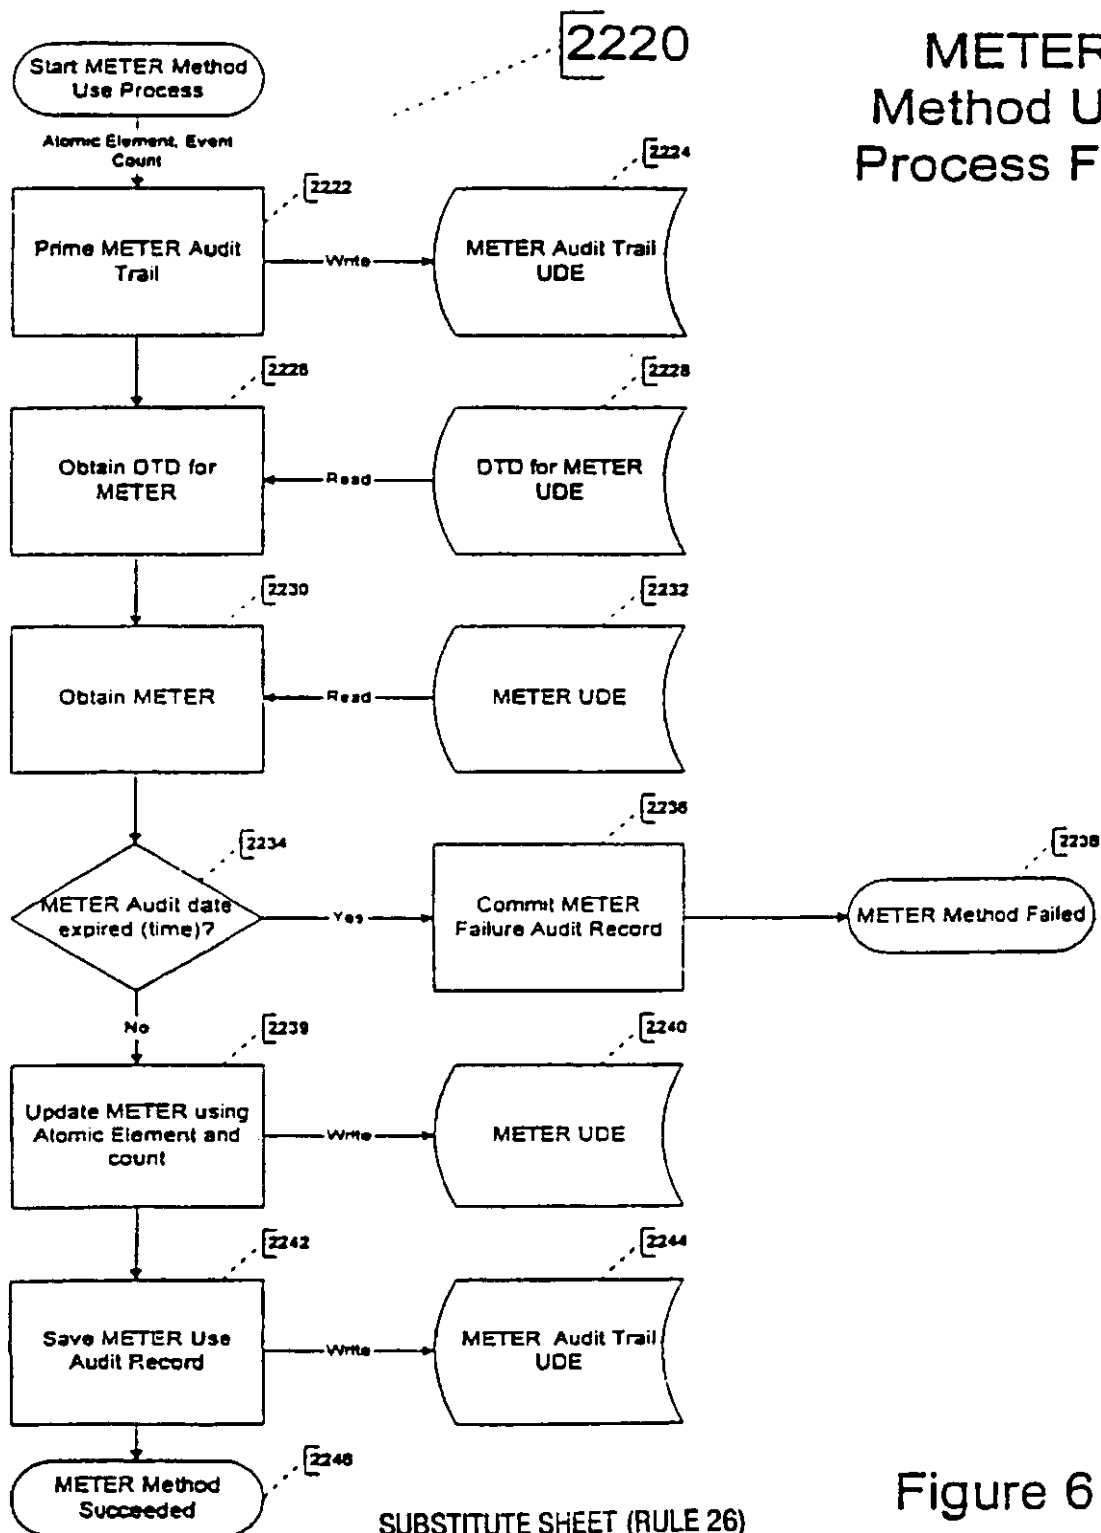 2220
METER
Method U
Process F
Start METER Method
Use Process
Atomic Element, Event
Count
2222
2224
Prime METER Audit
Trail
Write
METER Audit Trail
UDE
2226
2228
Obtain DTD for
METER
Read
DTD for METER
UDE
2230
2232
Obtain METER
Read
METER UDE
2234
2236
2238
METER Audit date
expired (time)?
Yes
Commit METER
Failure Audit Record
METER Method Failed
No
2239
2240
Update METER using
Atomic Element and
count
Write
METER UDE
2242
2244
Save METER Use
Audit Record
Write
METER Audit Trail
UDE
2246
METER Method
Succeeded
Figure 6
SUBSTITUTE SHEET (RULE 26)